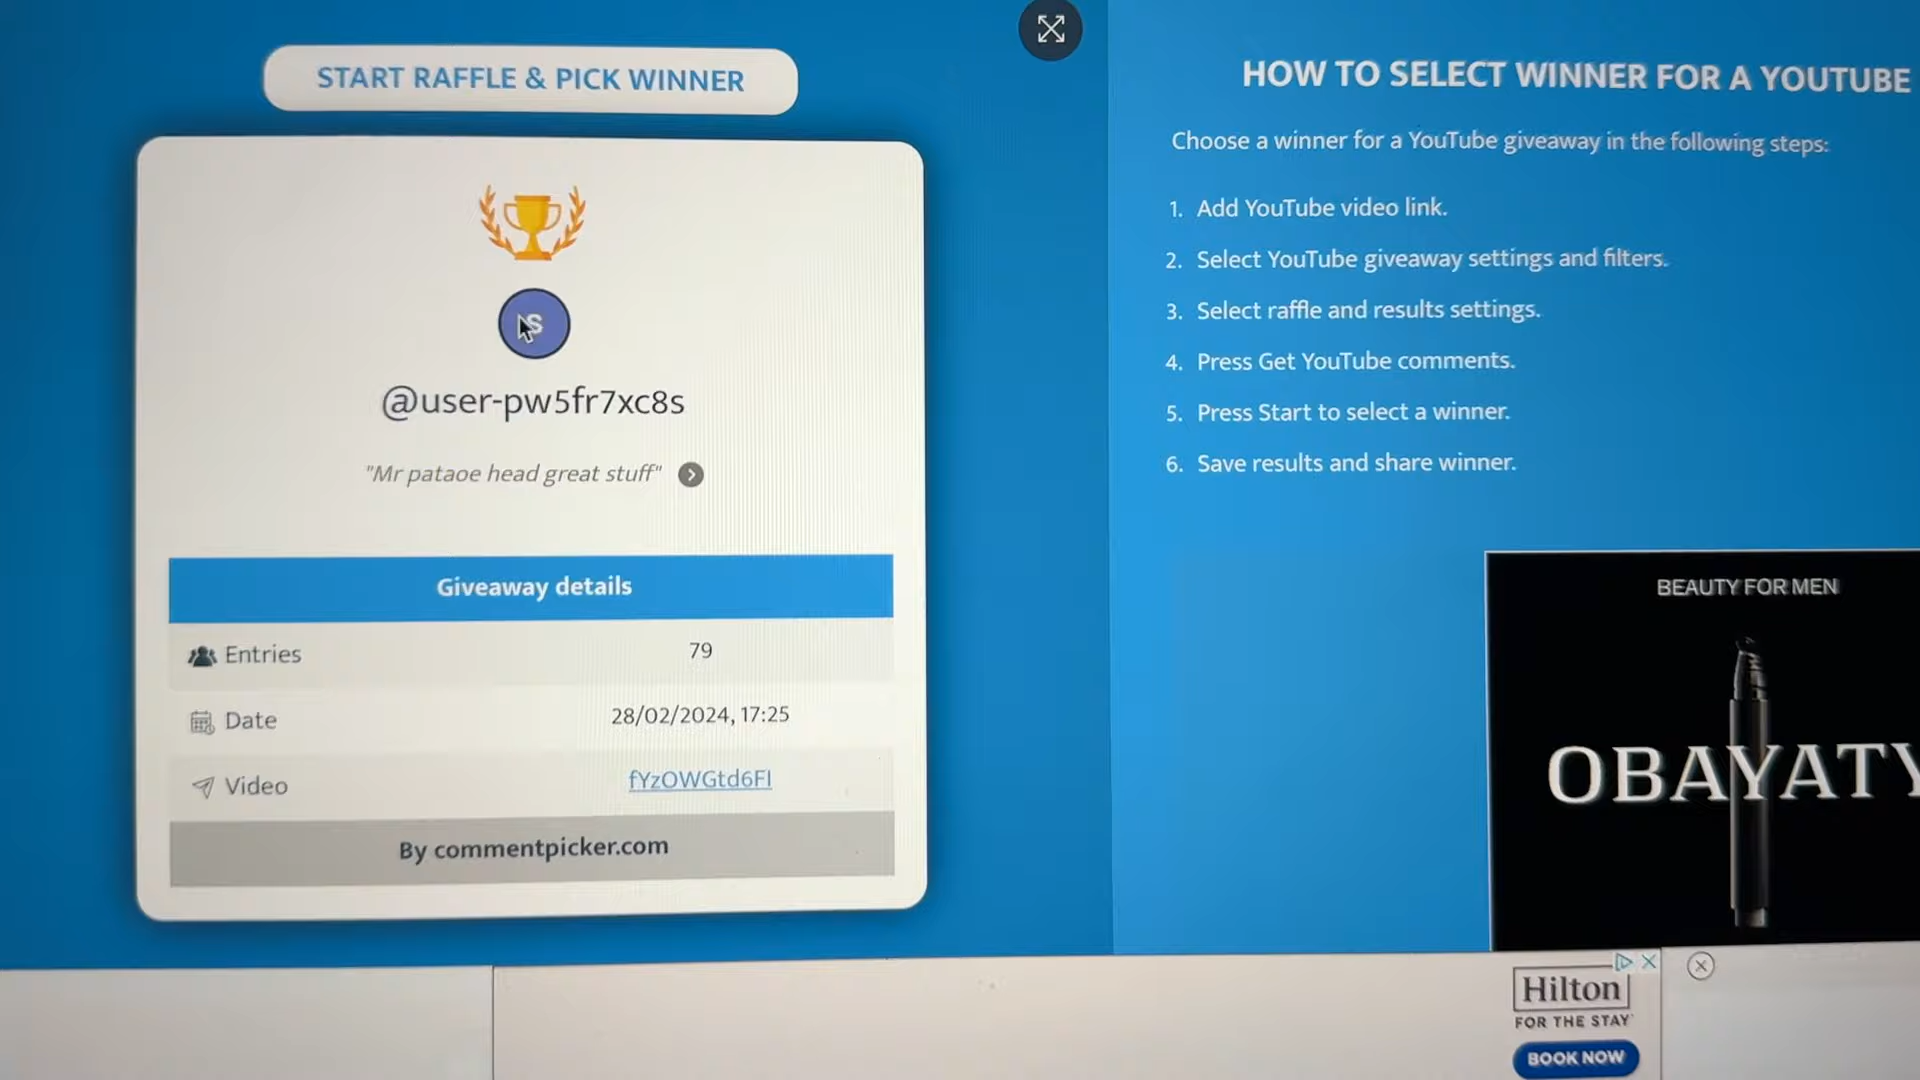 START RAFFLE & PICK WINNER
S
@user-pw5fr7xc8s
"Mr pataoe head great stuff"
Giveaway details
Entries 79
Date 28/02/2024, 17:25
Video fYzOWGtd6FI
By commentpicker.com
HOW TO SELECT WINNER FOR A YOUTUBE
Choose a winner for a YouTube giveaway in the following steps:
1. Add YouTube video link.
2. Select YouTube giveaway settings and filters.
3. Select raffle and results settings.
4. Press Get YouTube comments.
5. Press Start to select a winner.
6. Save results and share winner.
BEAUTY FOR MEN
OBAYATY
Hilton
FOR THE STAY
BOOK NOW